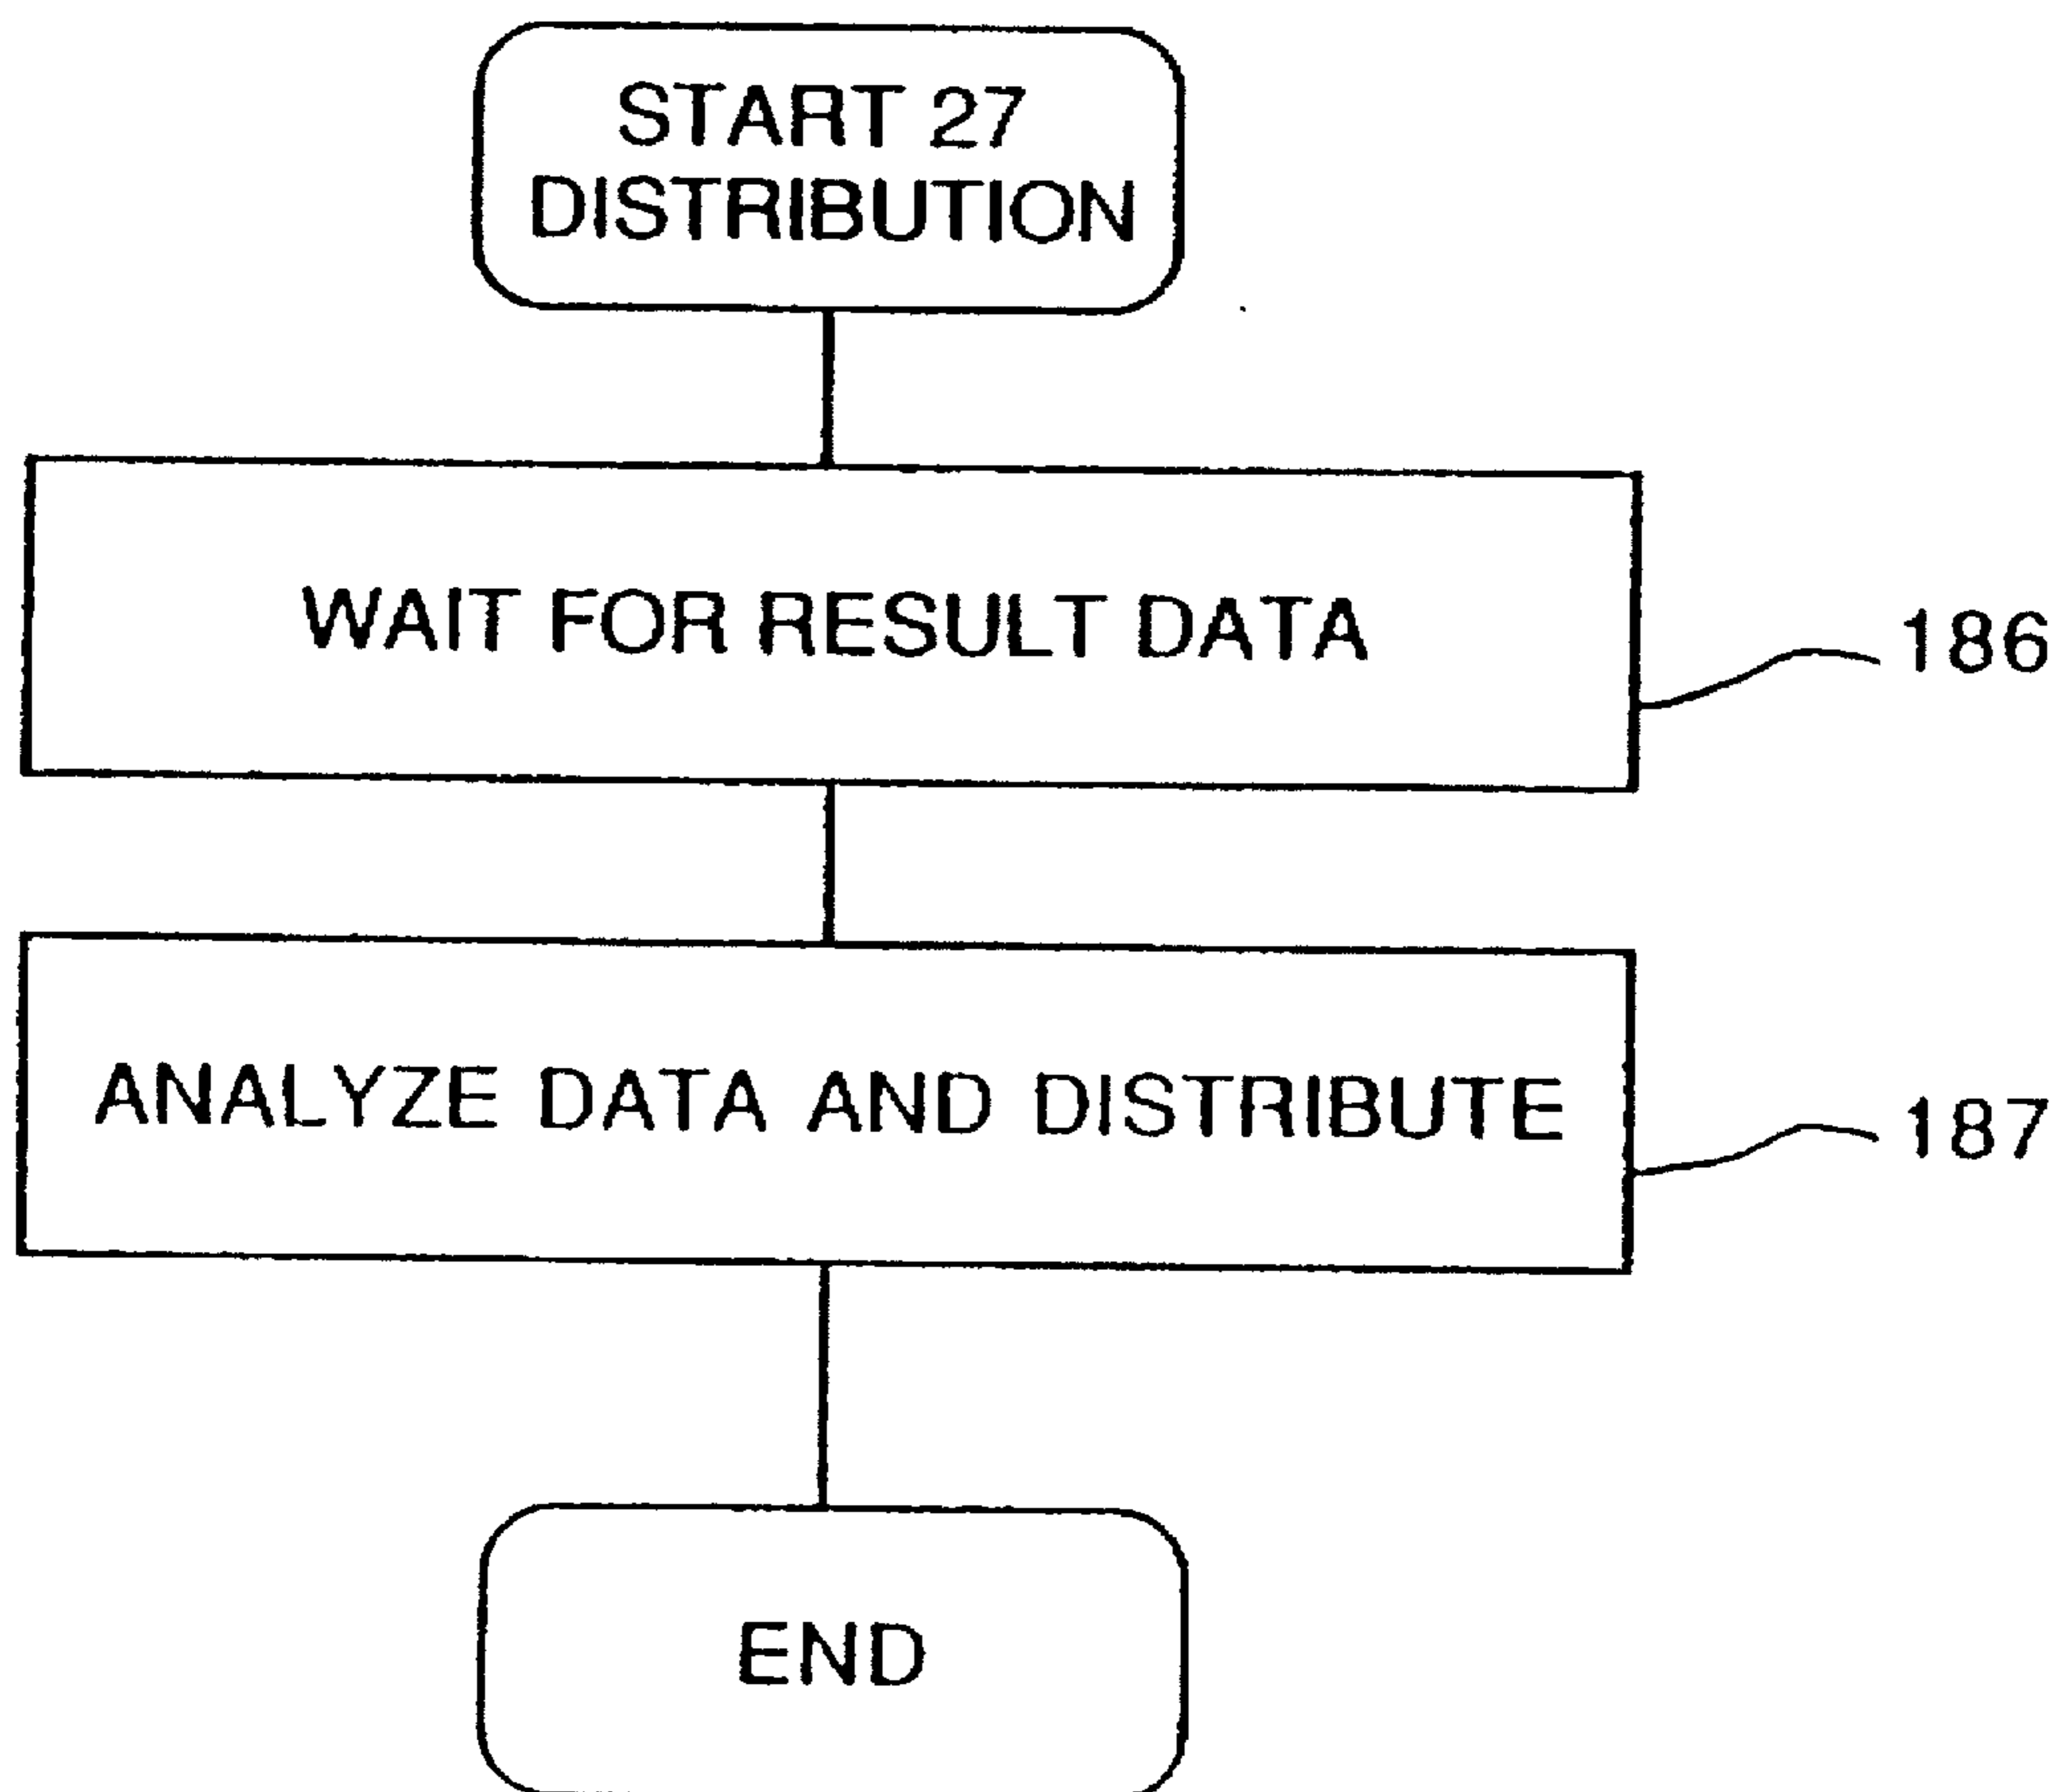 START 27
DISTRIBUTION
WAIT FOR RESULT DATA
186
ANALYZE DATA AND DISTRIBUTE
187
END